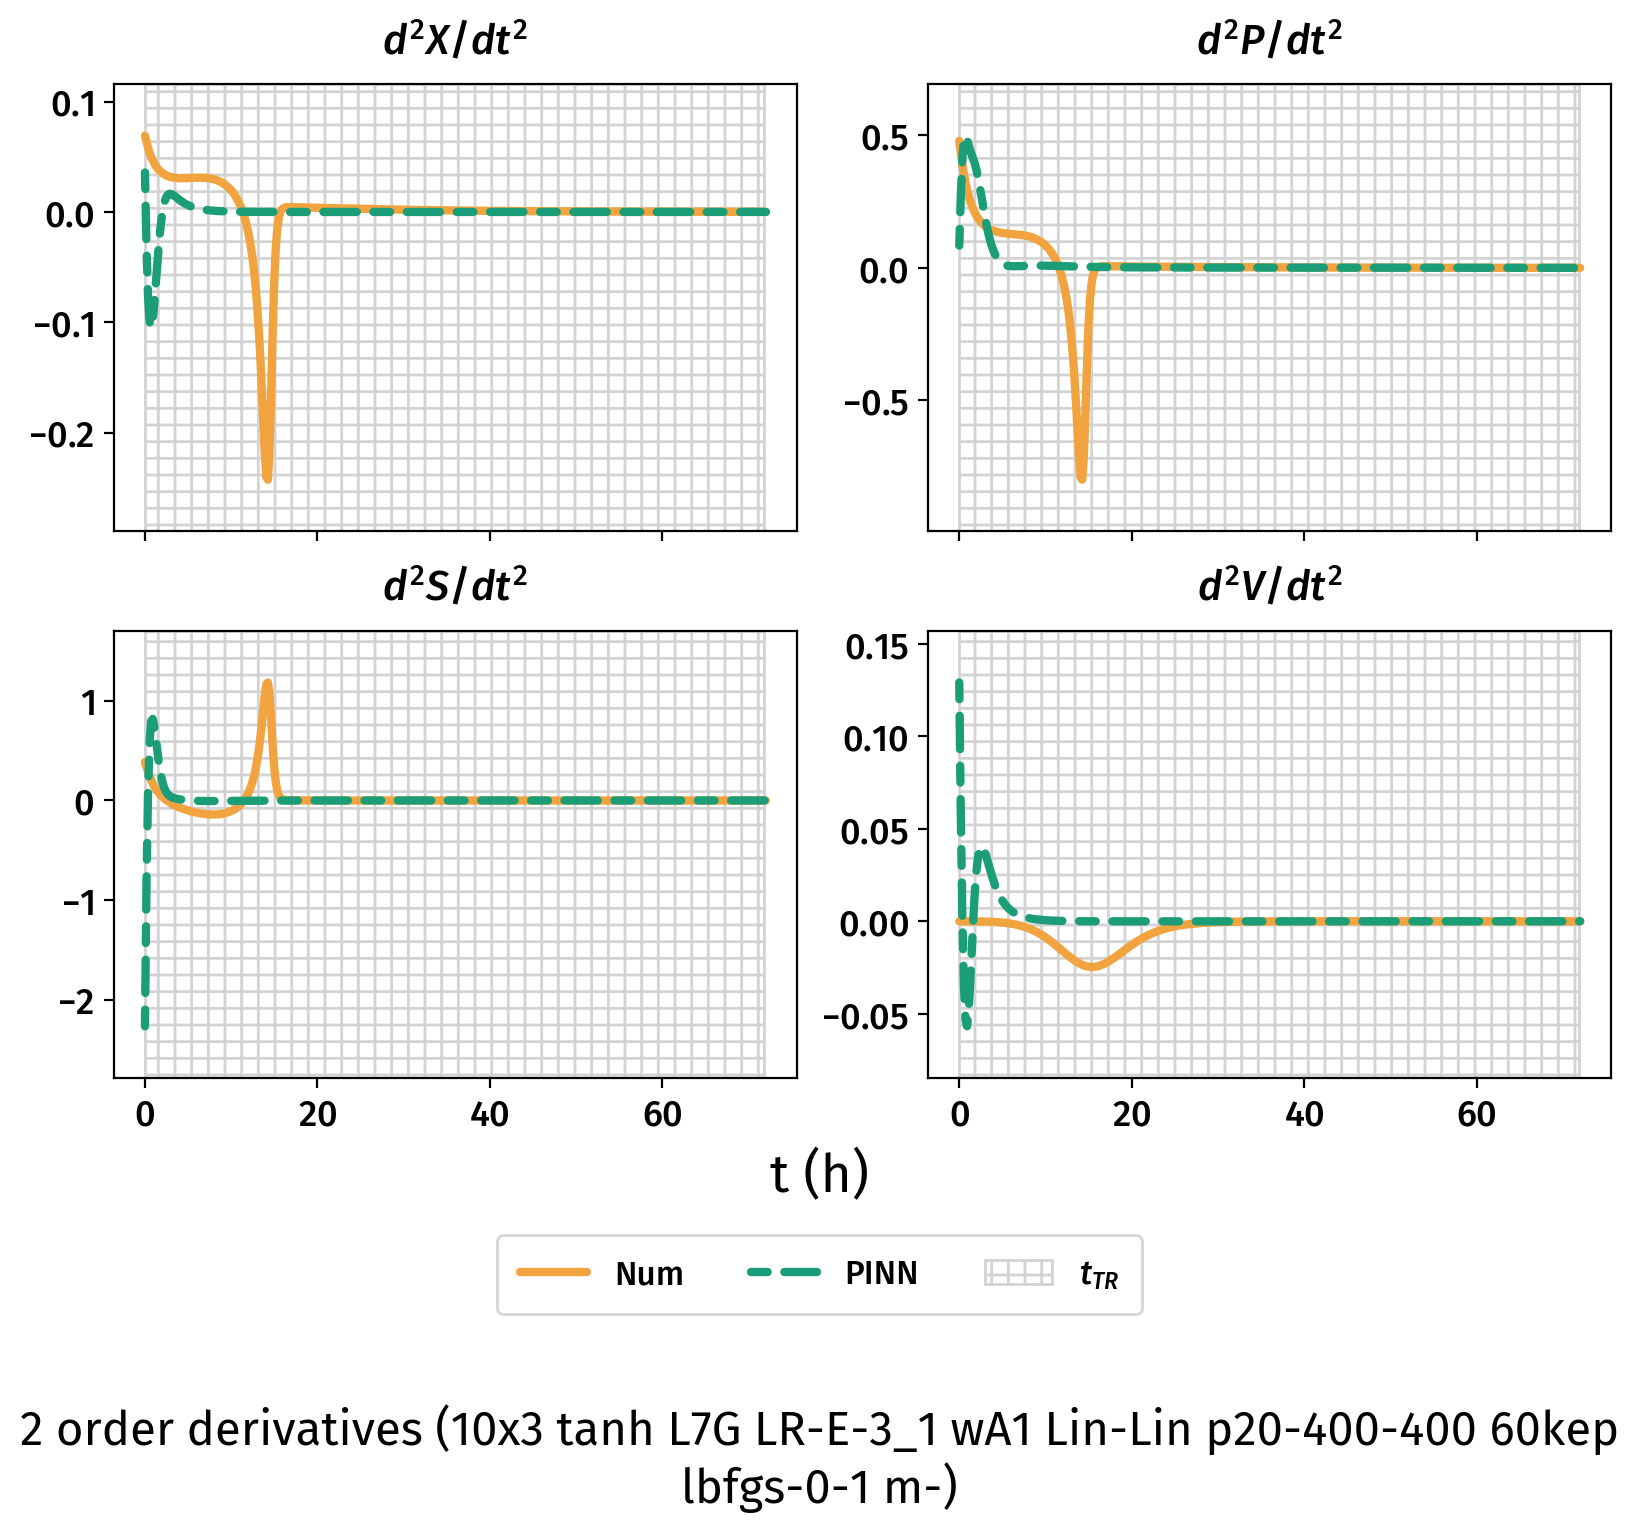 d²X/dt²
d²P/dt²
0.1
0.0
−0.1
−0.2
0.5
0.0
−0.5
d²S/dt²
d²V/dt²
1
0
−1
−2
0.15
0.10
0.05
0.00
−0.05
0 20 40 60
0 20 40 60
t (h)
Num PINN t_TR
2 order derivatives (10x3 tanh L7G LR-E-3_1 wA1 Lin-Lin p20-400-400 60kep
lbfgs-0-1 m-)